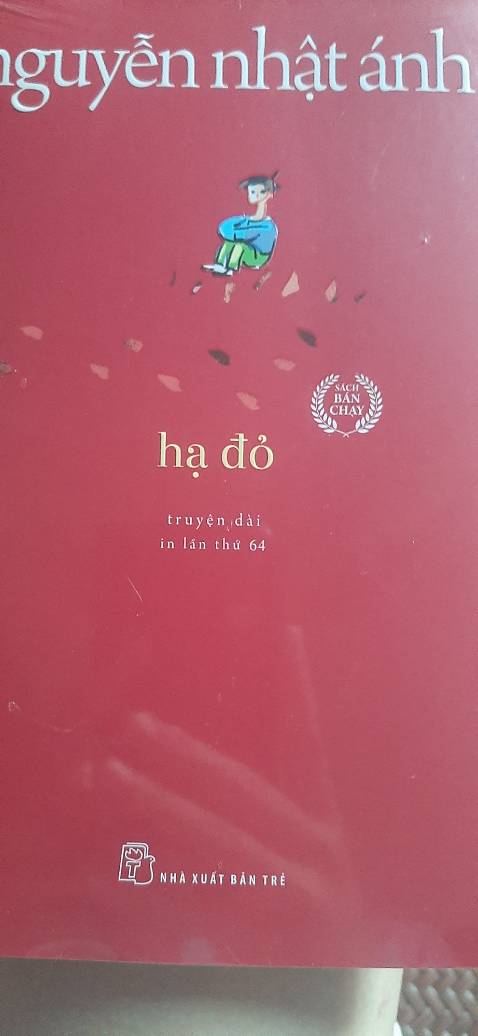 nguyễn nhật ánh
SÁCH
BÁN
CHẠY
hạ đỏ
truyện dài
in lần thứ 64
NHÀ XUẤT BẢN TRẺ